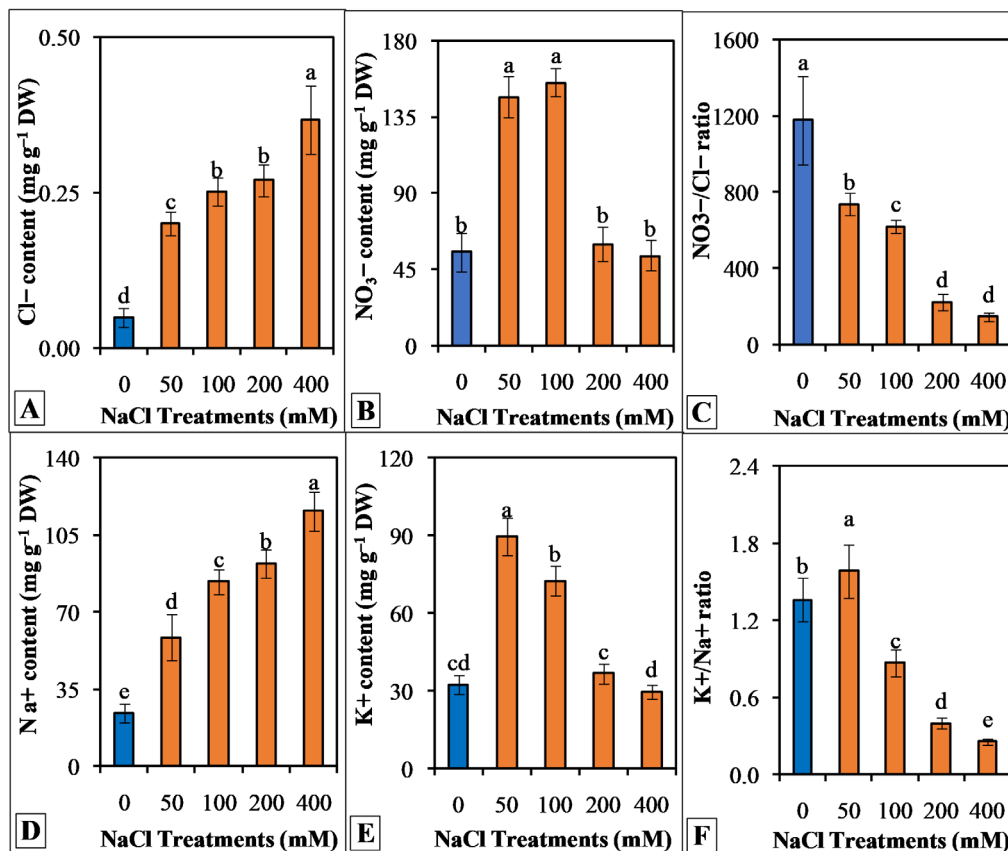 Cl− content (mg g⁻¹ DW)
0.50
0.25
0.00
d
c
b
b
a
0
50
100
200
400
NaCl Treatments (mM)
A
NO₃− content (mg g⁻¹ DW)
180
135
90
45
0
b
a
a
b
b
0
50
100
200
400
NaCl Treatments (mM)
B
NO3−/Cl− ratio
1600
1200
800
400
0
a
b
c
d
d
0
50
100
200
400
NaCl Treatments (mM)
C
Na+ content (mg g⁻¹ DW)
140
105
70
35
0
e
d
c
b
a
0
50
100
200
400
NaCl Treatments (mM)
D
K+ content (mg g⁻¹ DW)
120
90
60
30
0
cd
a
b
c
d
0
50
100
200
400
NaCl Treatments (mM)
E
K+/Na+ ratio
2.4
1.8
1.2
0.6
0.0
b
a
c
d
e
0
50
100
200
400
NaCl Treatments (mM)
F